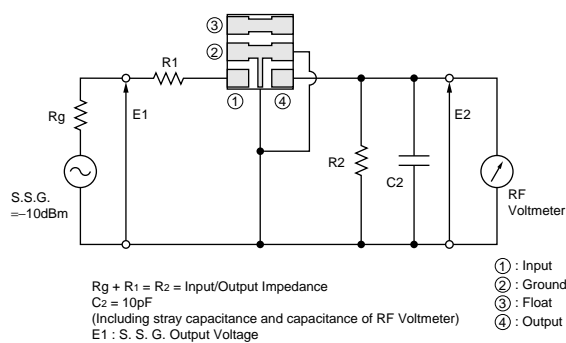 ③
②
R1
①
④
Rg
E1
E2
R2
C2
S.S.G.
=–10dBm
RF
Voltmeter
Rg + R1 = R2 = Input/Output Impedance
C2 = 10pF
(Including stray capacitance and capacitance of RF Voltmeter)
E1 : S. S. G. Output Voltage
① : Input
② : Ground
③ : Float
④ : Output